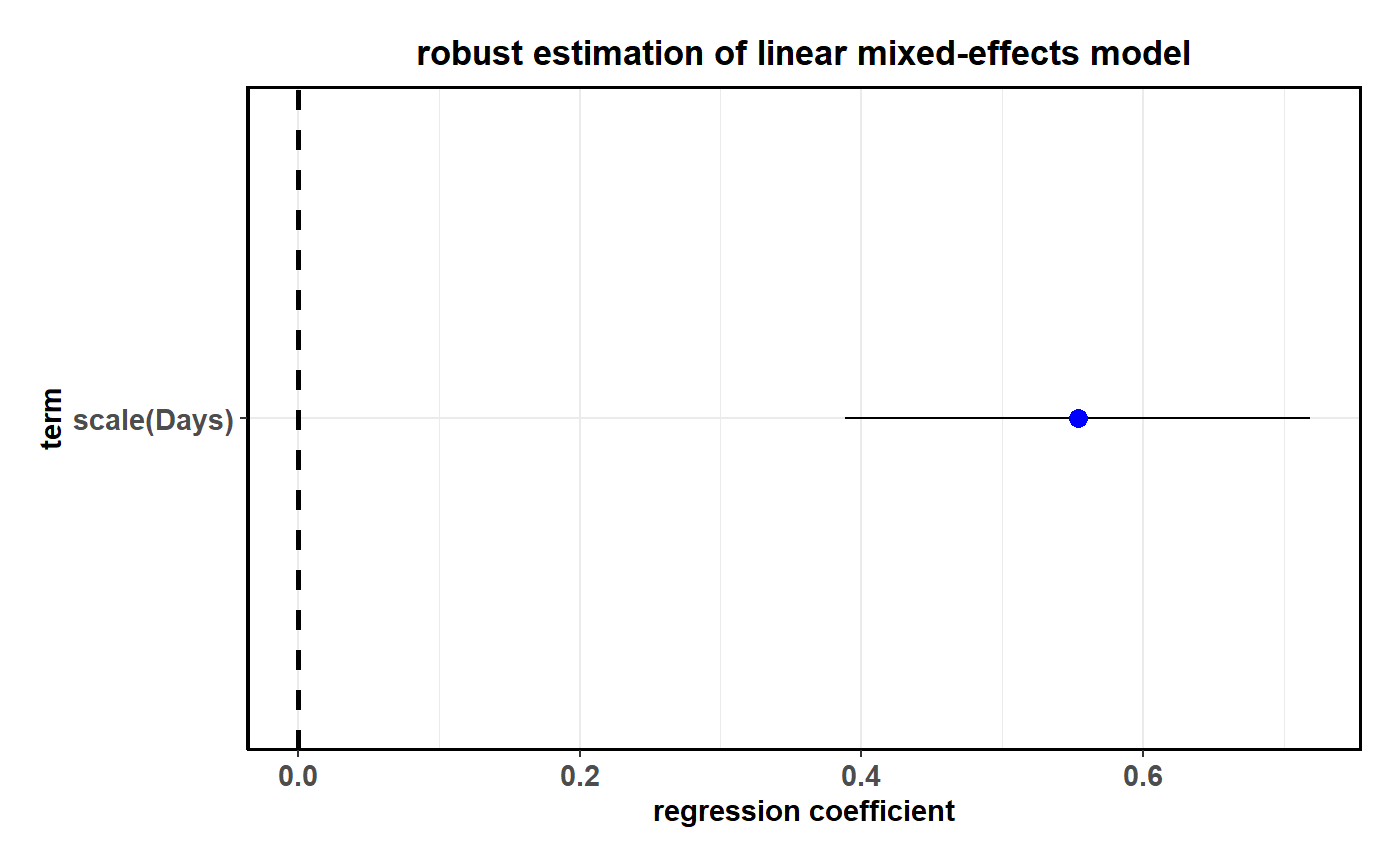 robust estimation of linear mixed-effects model
term
scale(Days)
0.0
0.2
0.4
0.6
regression coefficient